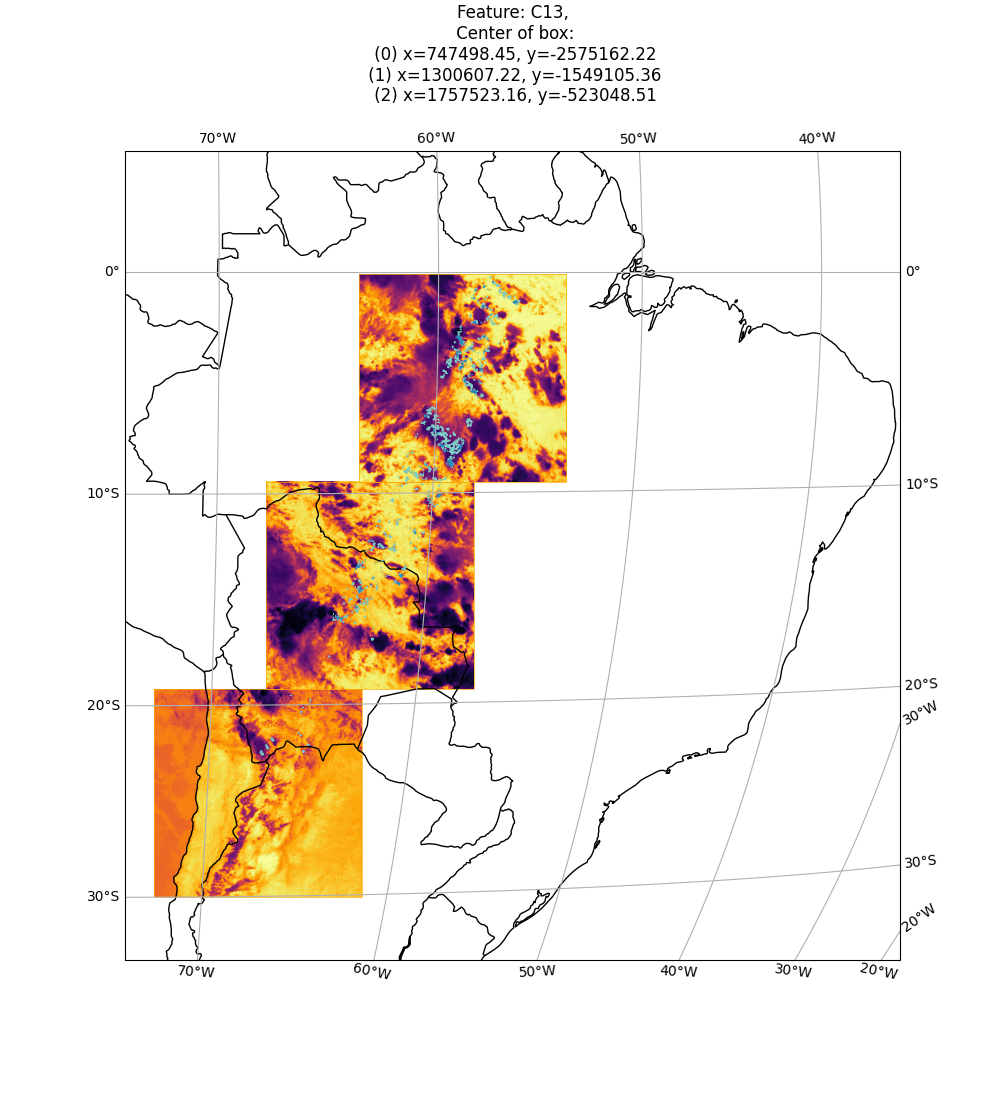 Feature: C13,
Center of box:
(0) x=747498.45, y=-2575162.22
(1) x=1300607.22, y=-1549105.36
(2) x=1757523.16, y=-523048.51
70°W 60°W 50°W 40°W
0° 0°
10°S 10°S
20°S 20°S
30°W
30°S 30°S
20°W
70°W 60°W 50°W 40°W 30°W 20°W